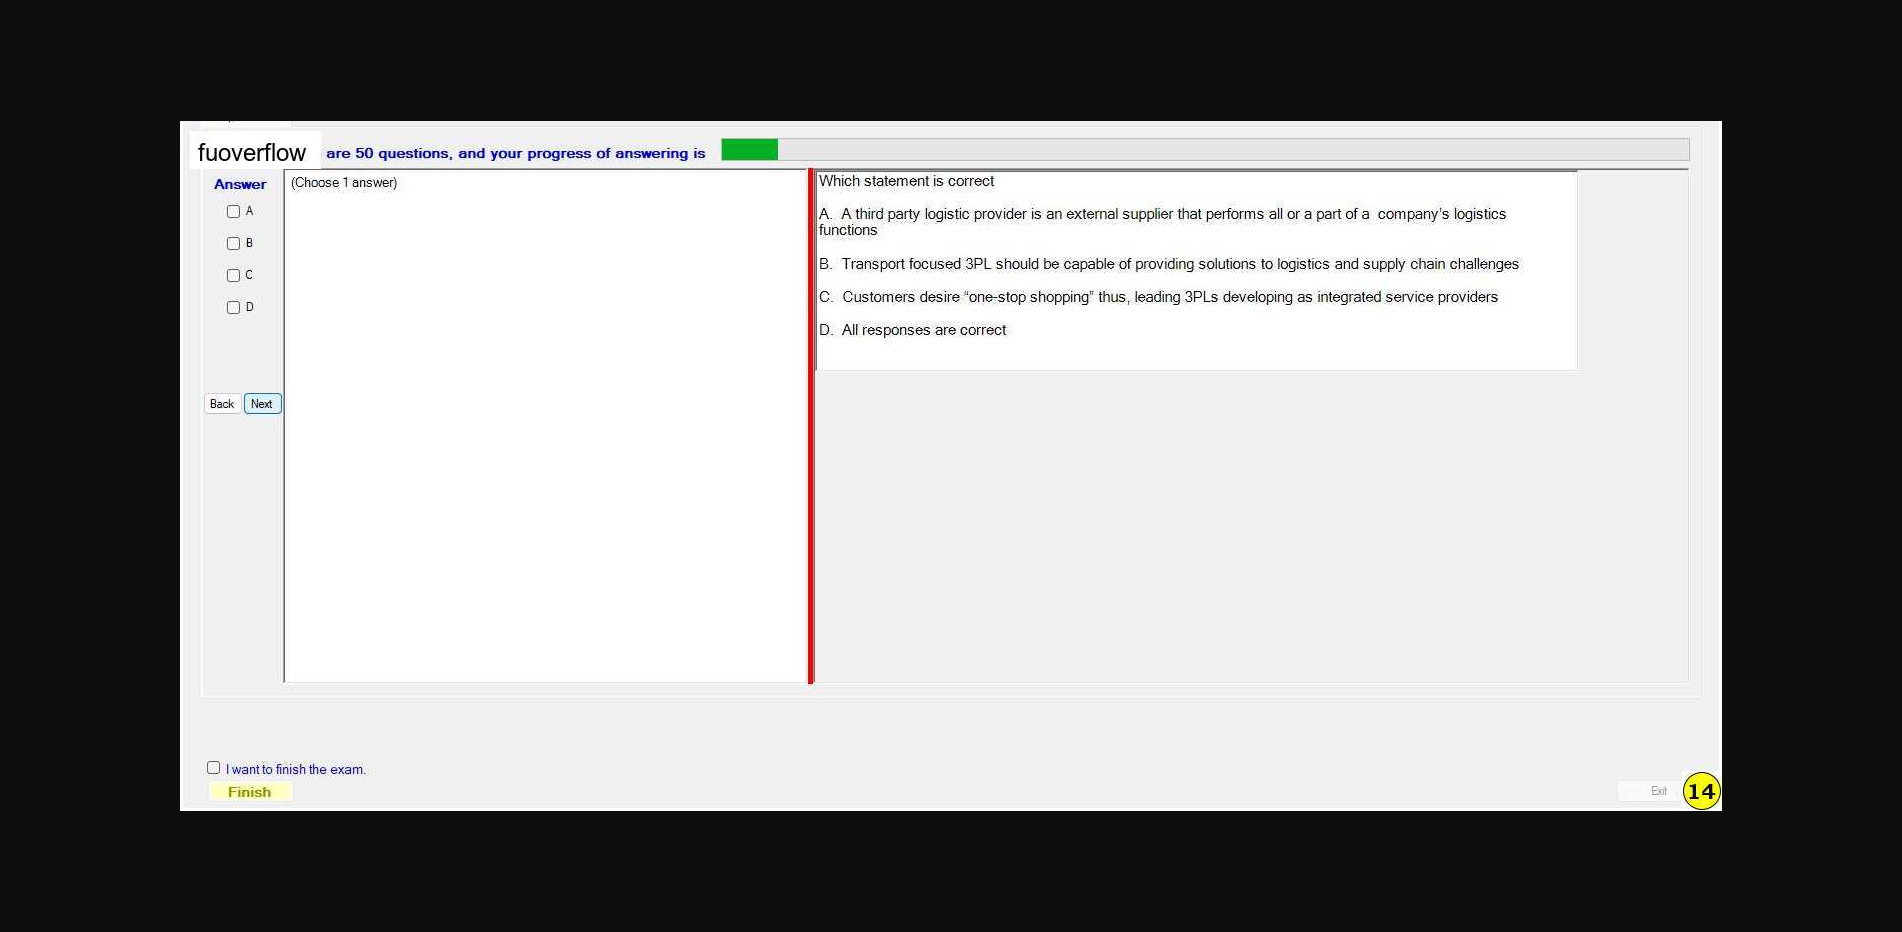 fuoverflow are 50 questions, and your progress of answering is
Answer
A
B
C
D
Back Next
(Choose 1 answer)
Which statement is correct
A. A third party logistic provider is an external supplier that performs all or a part of a company’s logistics
functions
B. Transport focused 3PL should be capable of providing solutions to logistics and supply chain challenges
C. Customers desire “one-stop shopping” thus, leading 3PLs developing as integrated service providers
D. All responses are correct
I want to finish the exam.
Finish
Exit
14